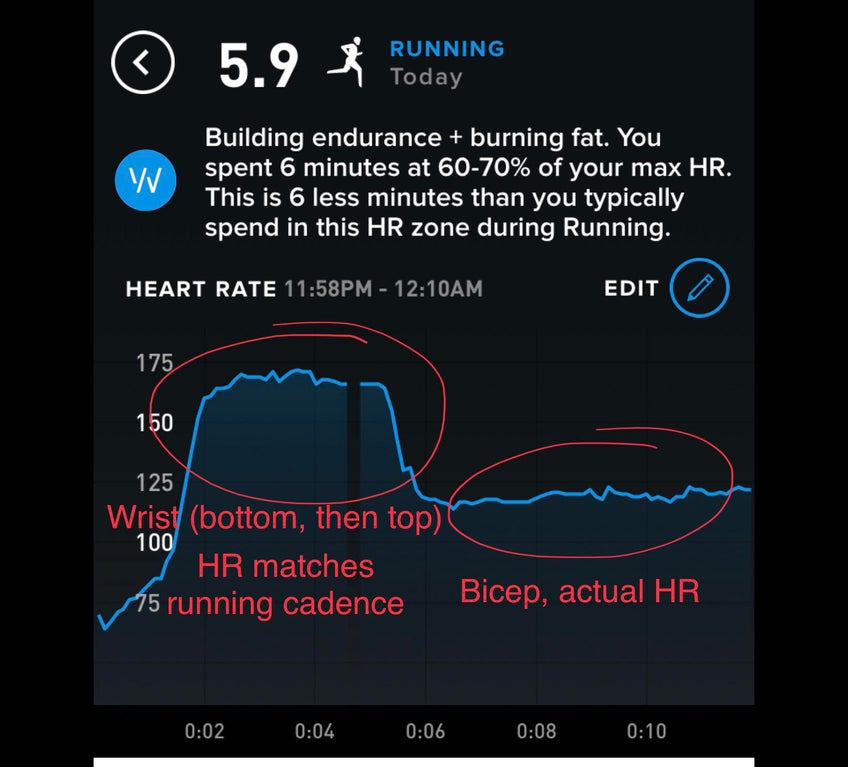 5.9 RUNNING
Today
Building endurance + burning fat. You
spent 6 minutes at 60-70% of your max HR.
This is 6 less minutes than you typically
spend in this HR zone during Running.
W
HEART RATE 11:58PM - 12:10AM EDIT
175
150
125
Wrist (bottom, then top)
100
HR matches
75 running cadence
Bicep, actual HR
0:02 0:04 0:06 0:08 0:10